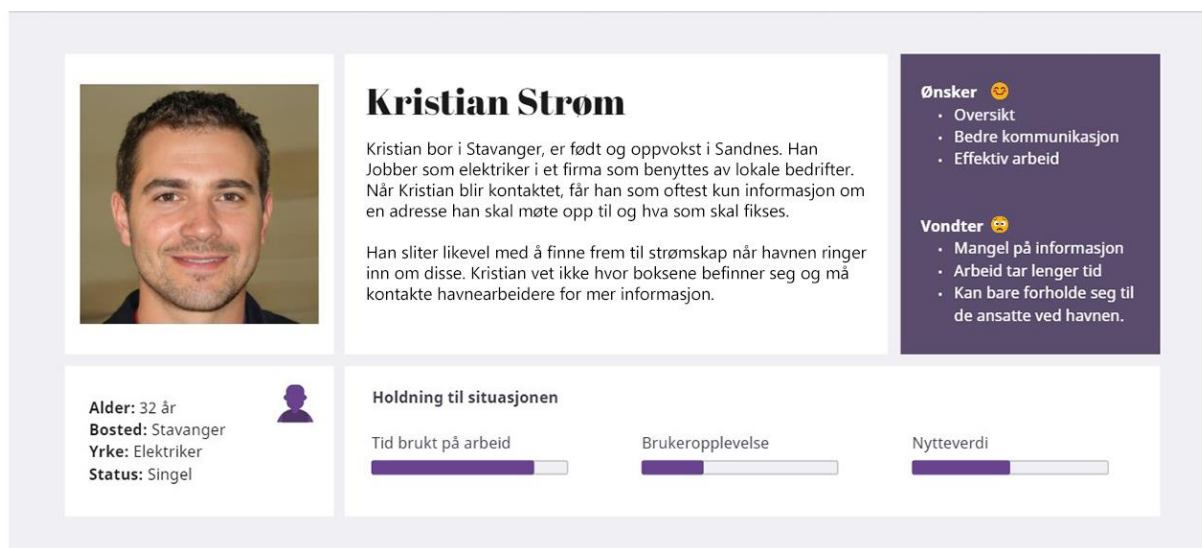 Kristian Strøm
Kristian bor i Stavanger, er født og oppvokst i Sandnes. Han
Jobber som elektriker i et firma som benyttes av lokale bedrifter.
Når Kristian blir kontaktet, får han som oftest kun informasjon om
en adresse han skal møte opp til og hva som skal fikses.
Han sliter likevel med å finne frem til strømskap når havnen ringer
inn om disse. Kristian vet ikke hvor boksene befinner seg og må
kontakte havnearbeidere for mer informasjon.
Ønsker
• Oversikt
• Bedre kommunikasjon
• Effektiv arbeid
Vondter
• Mangel på informasjon
• Arbeid tar lenger tid
• Kan bare forholde seg til
de ansatte ved havnen.
Alder: 32 år
Bosted: Stavanger
Yrke: Elektriker
Status: Singel
Holdning til situasjonen
Tid brukt på arbeid
Brukeropplevelse
Nytteverdi